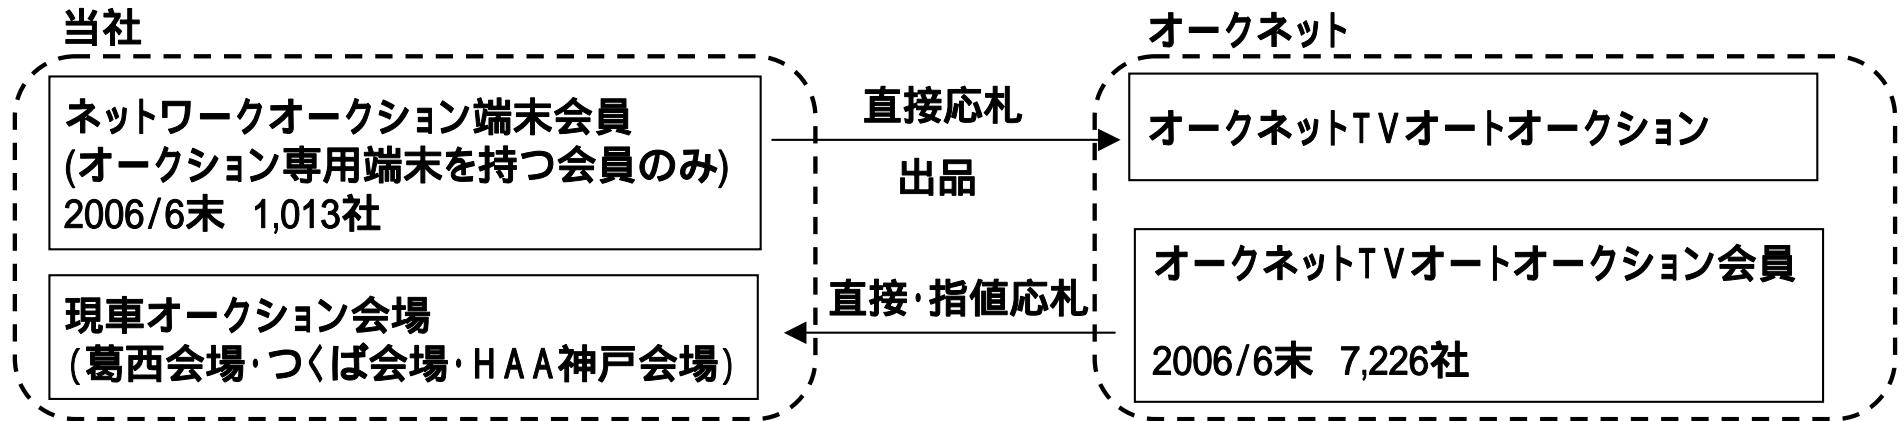 当社
ネットワークオークション端末会員
(オークション専用端末を持つ会員のみ)
2006/6末 1,013社
現車オークション会場
(葛西会場･つくば会場･HAA神戸会場)
直接応札
出品
直接･指値応札
オークネット
オークネットTVオートオークション
オークネットTVオートオークション会員
2006/6末 7,226社